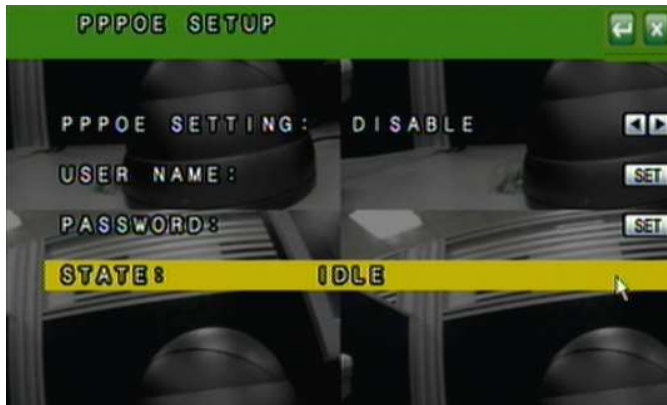 PPPOE SETUP
PPPOE SETTING: DISABLE
USER NAME: SET
PASSWORD: SET
STATE: IDLE